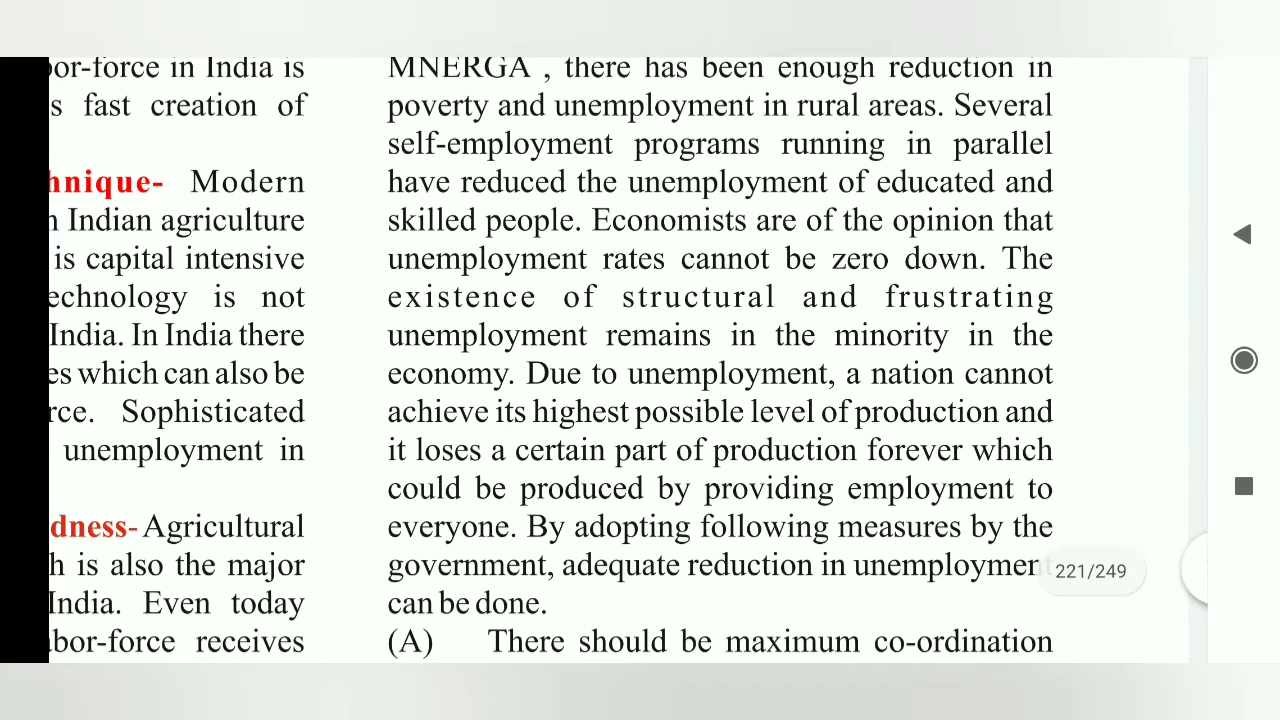 bor-force in India is
s fast creation of
hnique- Modern
n Indian agriculture
is capital intensive
echnology is not
India. In India there
es which can also be
rce. Sophisticated
unemployment in
dness- Agricultural
h is also the major
India. Even today
abor-force receives
MNERGA , there has been enough reduction in
poverty and unemployment in rural areas. Several
self-employment programs running in parallel
have reduced the unemployment of educated and
skilled people. Economists are of the opinion that
unemployment rates cannot be zero down. The
existence of structural and frustrating
unemployment remains in the minority in the
economy. Due to unemployment, a nation cannot
achieve its highest possible level of production and
it loses a certain part of production forever which
could be produced by providing employment to
everyone. By adopting following measures by the
government, adequate reduction in unemployment
can be done.
(A) There should be maximum co-ordination
221/249